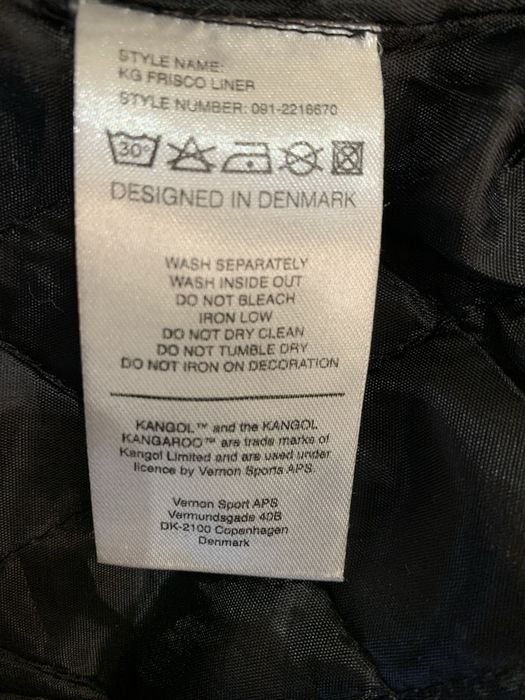 STYLE NAME:
KG FRISCO LINER
STYLE NUMBER: 091-2216670
30°
DESIGNED IN DENMARK
WASH SEPARATELY
WASH INSIDE OUT
DO NOT BLEACH
IRON LOW
DO NOT DRY CLEAN
DO NOT TUMBLE DRY
DO NOT IRON ON DECORATION
KANGOL™ and the KANGOL
KANGAROO™ are trade marks of
Kangol Limited and are used under
licence by Vernon Sports APS.
Vernon Sport APS
Vermundsgade 40B
DK-2100 Copenhagen
Denmark